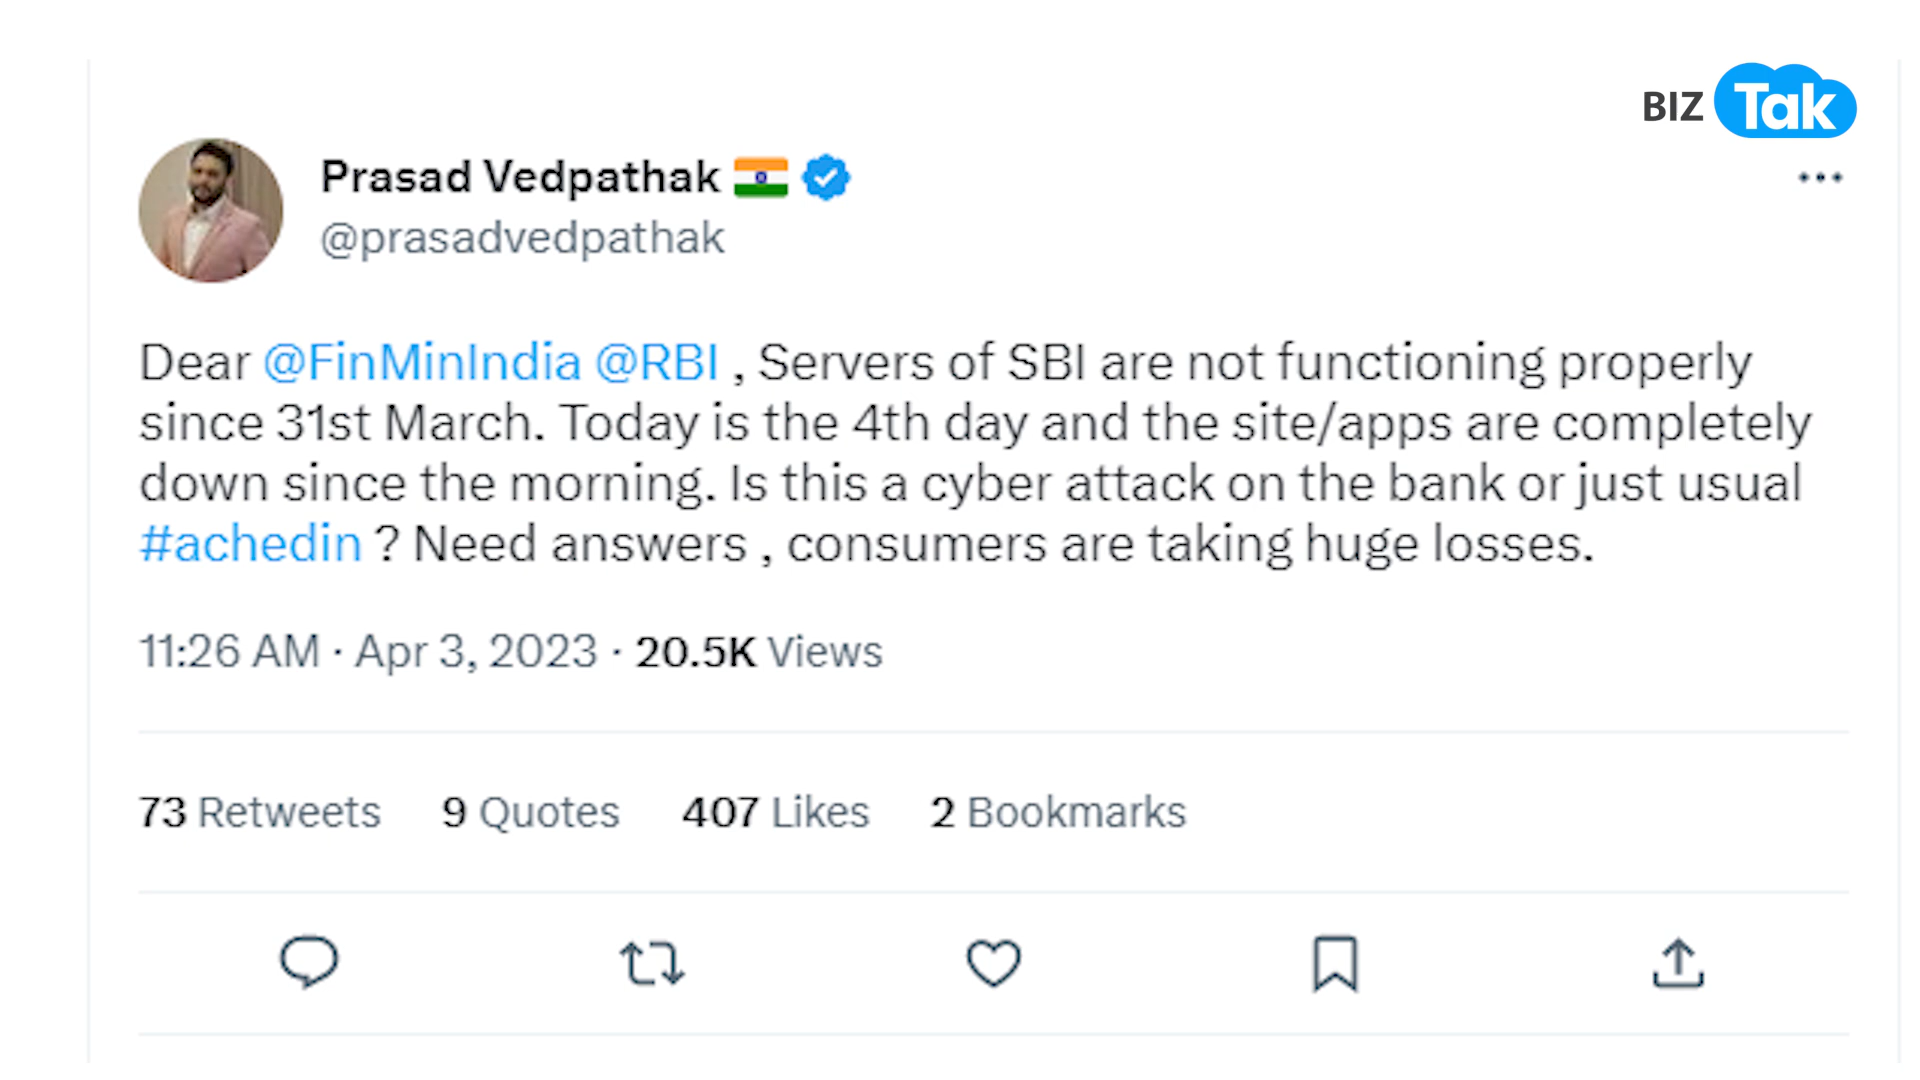 BIZ Tak
Prasad Vedpathak
@prasadvedpathak
Dear @FinMinIndia @RBI , Servers of SBI are not functioning properly
since 31st March. Today is the 4th day and the site/apps are completely
down since the morning. Is this a cyber attack on the bank or just usual
#achedin ? Need answers , consumers are taking huge losses.
11:26 AM · Apr 3, 2023 · 20.5K Views
73 Retweets 9 Quotes 407 Likes 2 Bookmarks